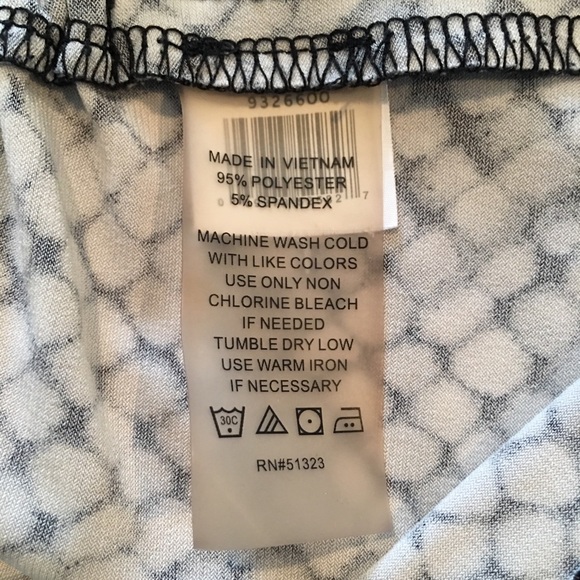 9326600
MADE IN VIETNAM
95% POLYESTER
5% SPANDEX
MACHINE WASH COLD
WITH LIKE COLORS
USE ONLY NON
CHLORINE BLEACH
IF NEEDED
TUMBLE DRY LOW
USE WARM IRON
IF NECESSARY
30C
RN#51323